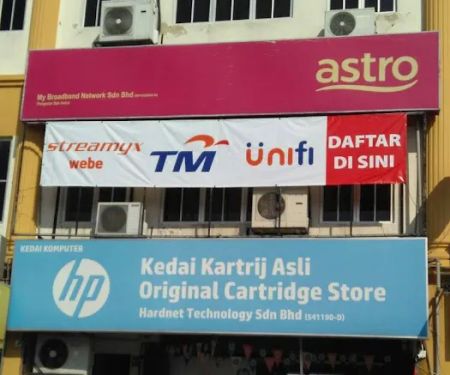 astro
My Broadband Network Sdn Bhd
streamyx
webe
TM
unifi
DAFTAR
DI SINI
KEDAI KOMPUTER
hp
Kedai Kartrij Asli
Original Cartridge Store
Hardnet Technology Sdn Bhd (541190-D)